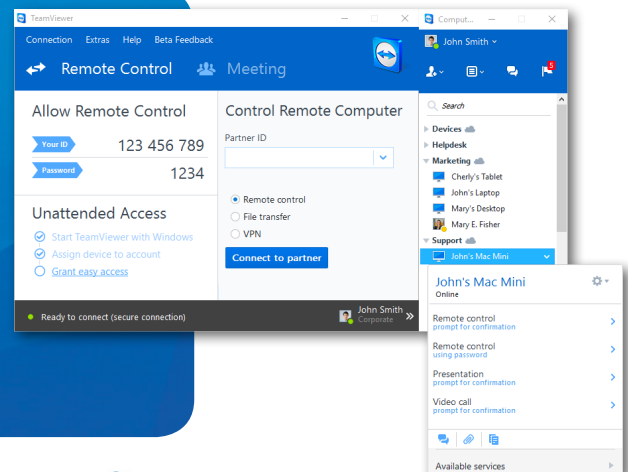 TeamViewer
Connection Extras Help Beta Feedback
Remote Control Meeting
Allow Remote Control
Your ID 123 456 789
Password 1234
Unattended Access
Start TeamViewer with Windows
Assign device to account
Grant easy access
Control Remote Computer
Partner ID
Remote control
File transfer
VPN
Connect to partner
Ready to connect (secure connection)
John Smith
Corporate
Comput...
John Smith
5
Search
Devices
Helpdesk
Marketing
Cherly's Tablet
John's Laptop
Mary's Desktop
Mary E. Fisher
Support
John's Mac Mini
John's Mac Mini
Online
Remote control
prompt for confirmation
Remote control
using password
Presentation
prompt for confirmation
Video call
prompt for confirmation
Available services